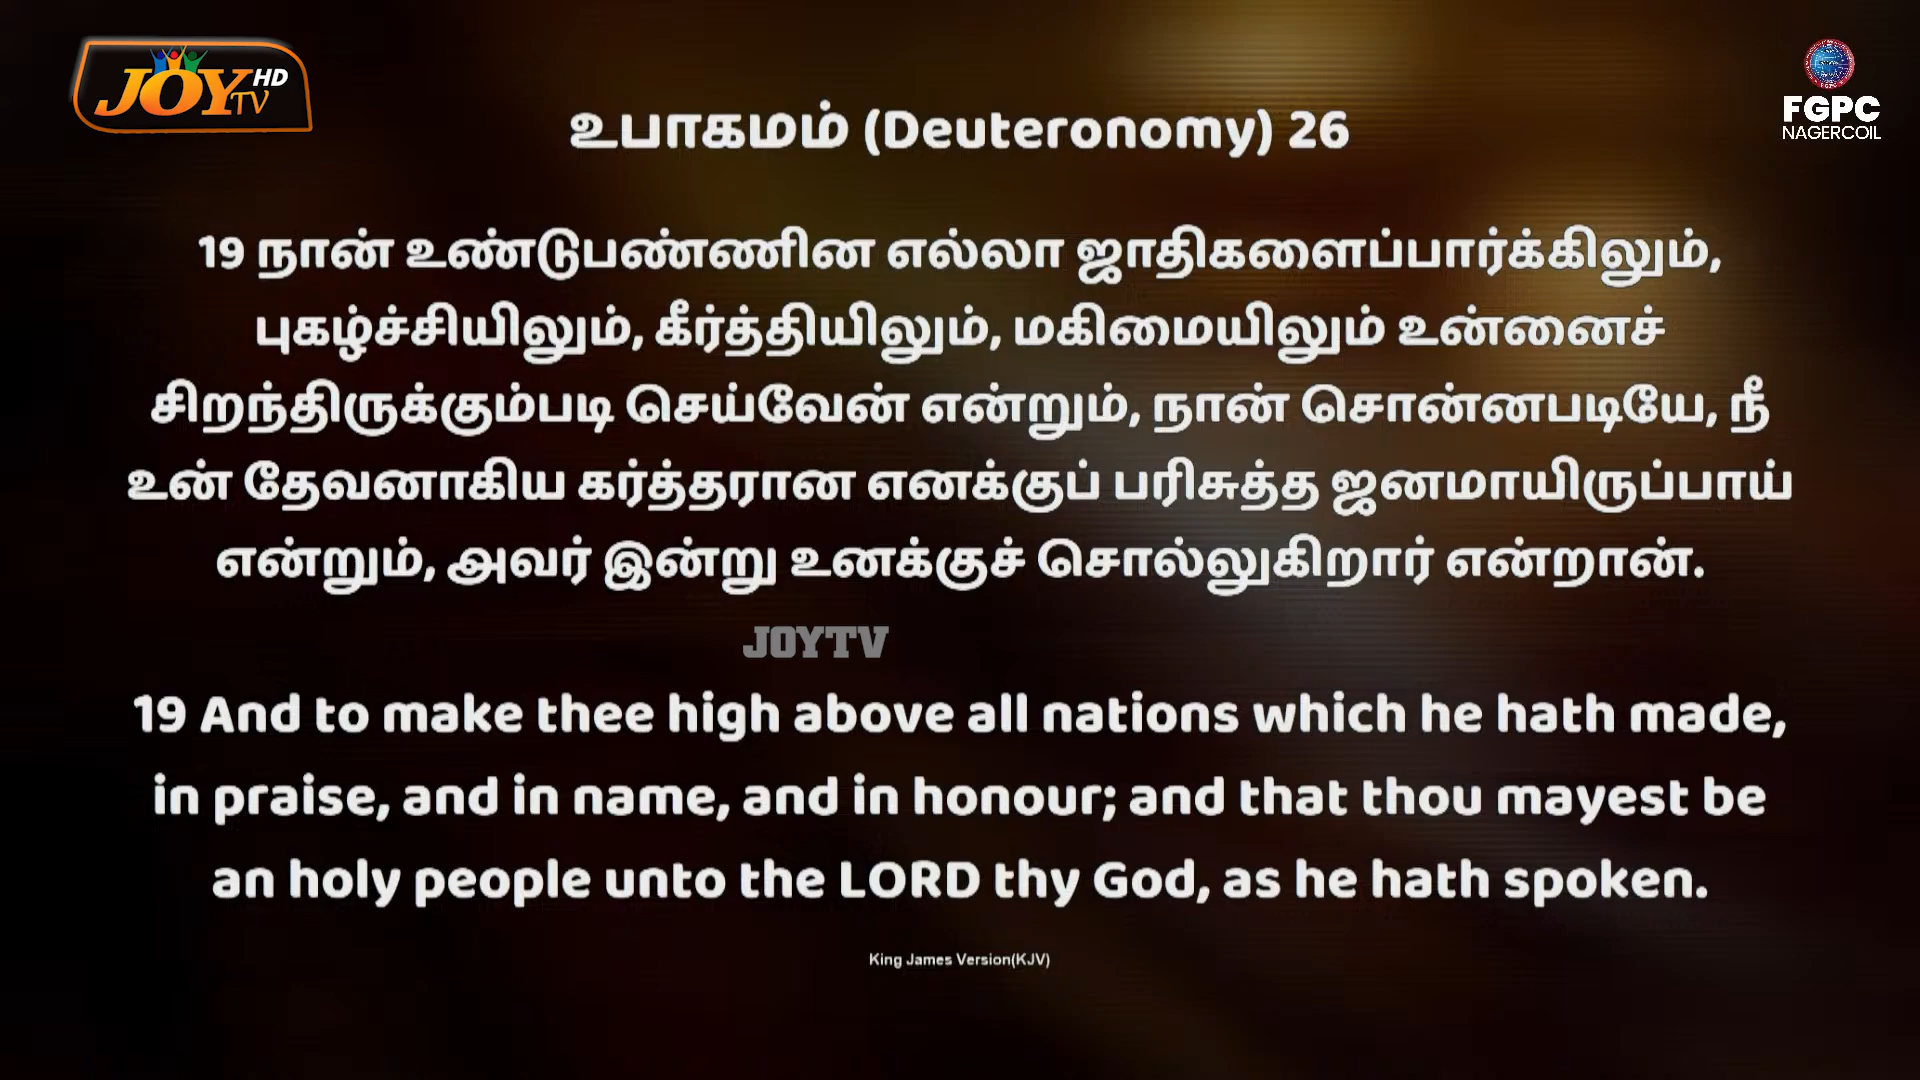 JOY TV HD
FGPC
NAGERCOIL
உபாகமம் (Deuteronomy) 26
19 நான் உண்டுபண்ணின எல்லா ஜாதிகளைப்பார்க்கிலும்,
புகழ்ச்சியிலும், கீர்த்தியிலும், மகிமையிலும் உன்னைச்
சிறந்திருக்கும்படி செய்வேன் என்றும், நான் சொன்னபடியே, நீ
உன் தேவனாகிய கர்த்தரான எனக்குப் பரிசுத்த ஜனமாயிருப்பாய்
என்றும், அவர் இன்று உனக்குச் சொல்லுகிறார் என்றான்.
JOYTV
19 And to make thee high above all nations which he hath made,
in praise, and in name, and in honour; and that thou mayest be
an holy people unto the LORD thy God, as he hath spoken.
King James Version(KJV)